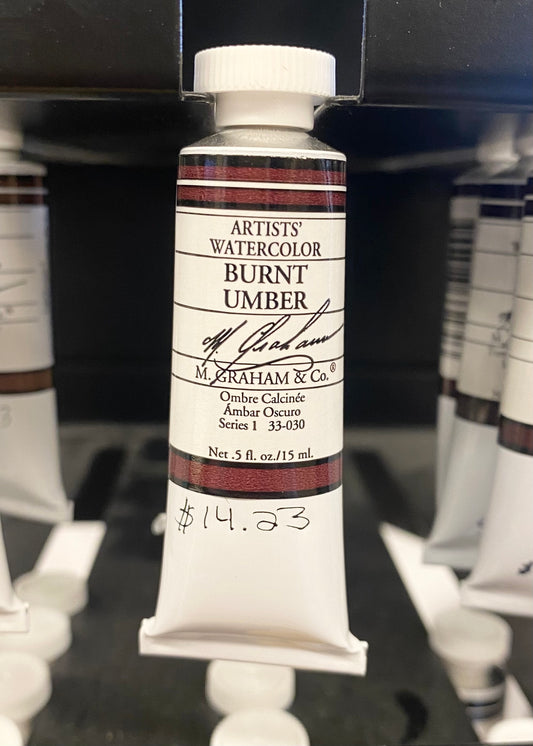 ARTISTS'
WATERCOLOR
BURNT
UMBER
M. Graham
M. GRAHAM & Co.®
Ombre Calcinée
Ámbar Oscuro
Series 1 33-030
Net .5 fl. oz./15 ml.
$14.23